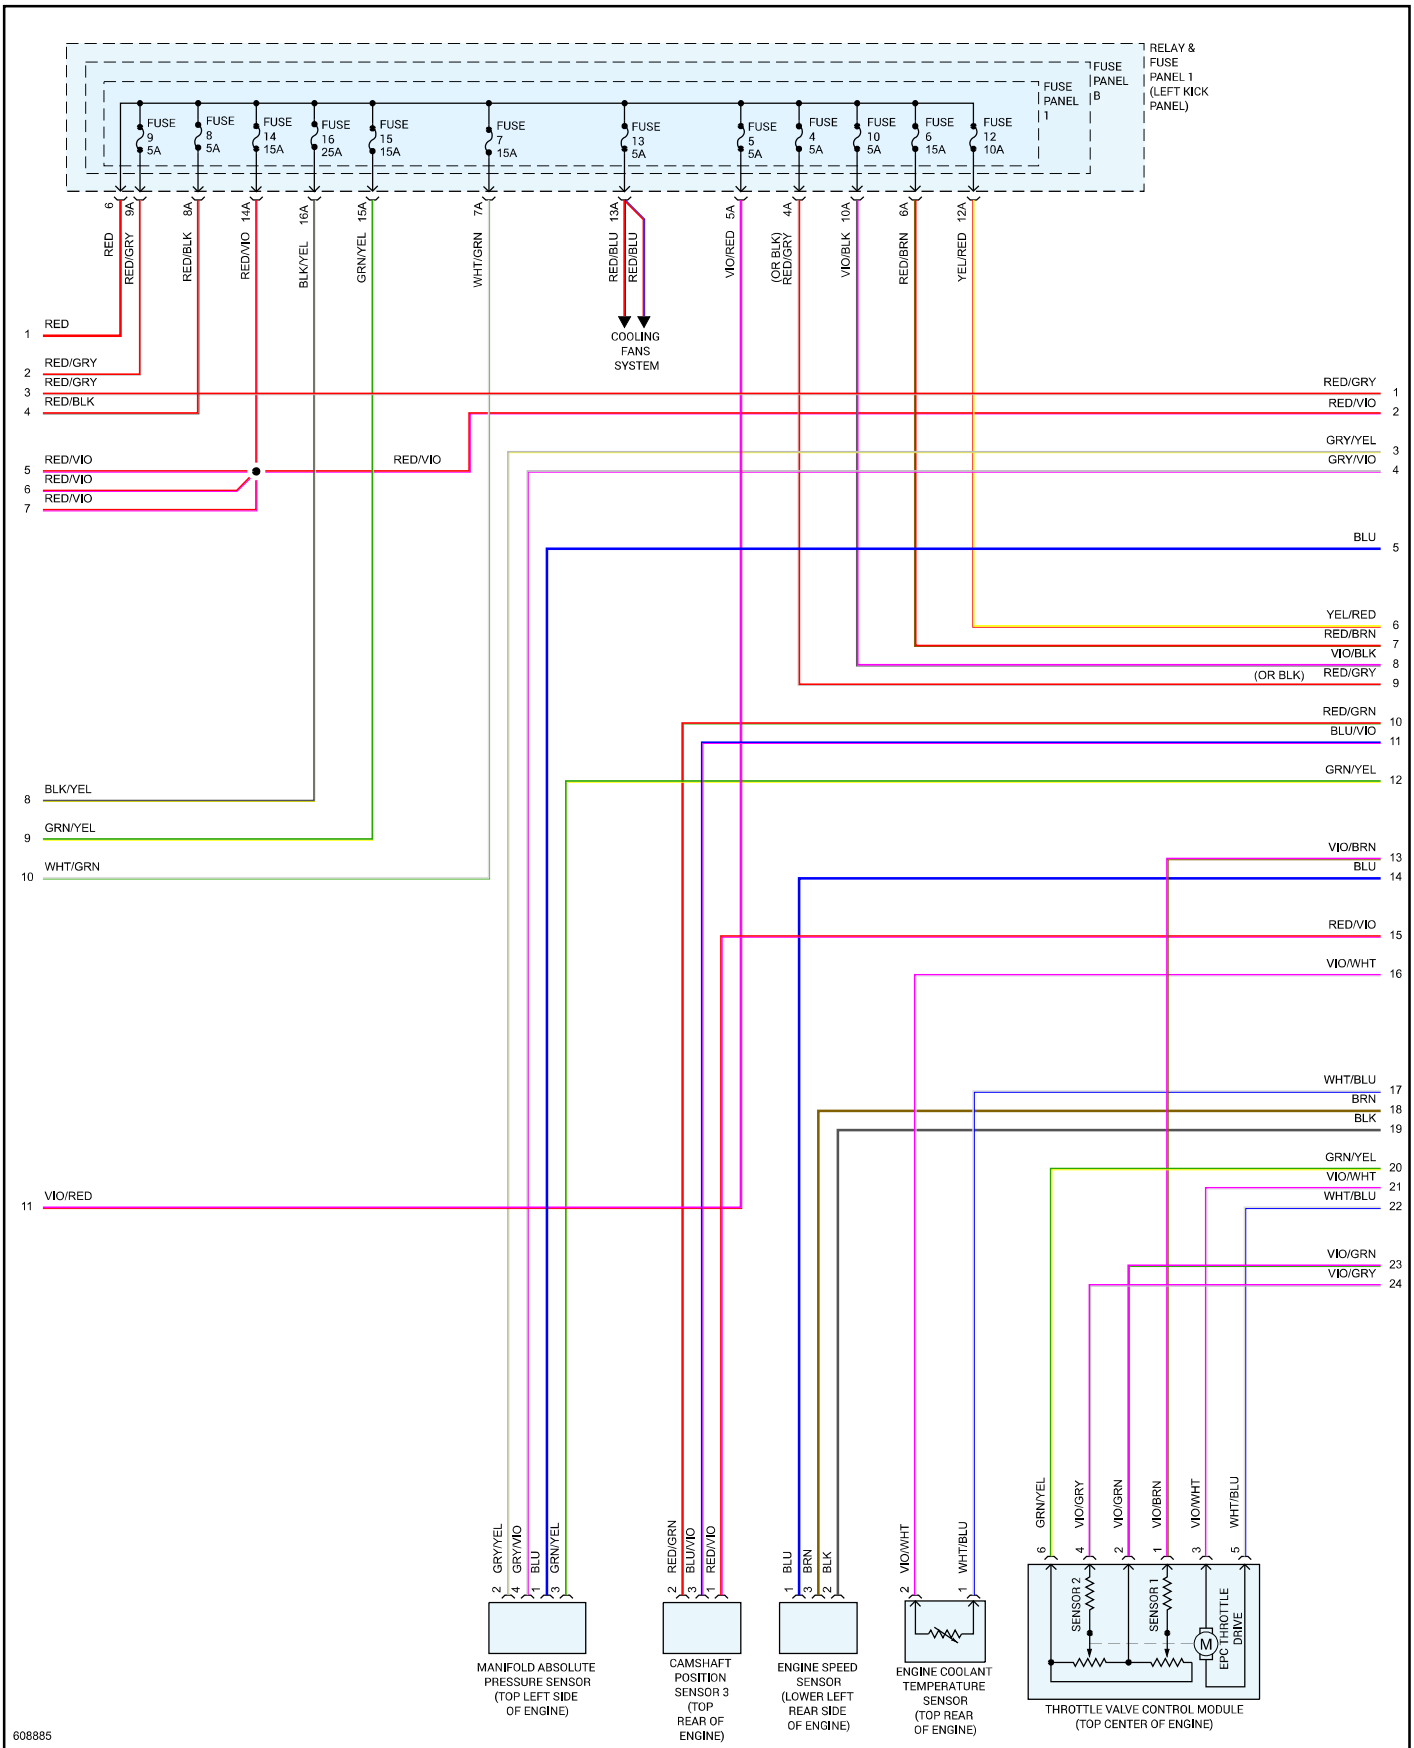 RELAY &
FUSE
PANEL 1
(LEFT KICK
PANEL)
FUSE
PANEL
B
FUSE
PANEL
1
FUSE
9
5A
FUSE
8
5A
FUSE
14
15A
FUSE
16
25A
FUSE
15
15A
FUSE
7
15A
FUSE
13
5A
FUSE
5
5A
FUSE
4
5A
FUSE
10
5A
FUSE
6
15A
FUSE
12
10A
6
9A
8A
14A
16A
15A
7A
13A
5A
4A
10A
6A
12A
RED
RED/GRY
RED/BLK
RED/VIO
BLK/YEL
GRN/YEL
WHT/GRN
RED/BLU
RED/BLU
VIO/RED
(OR BLK)
RED/GRY
VIO/BLK
RED/BRN
YEL/RED
COOLING
FANS
SYSTEM
1 RED
2 RED/GRY
3 RED/GRY
4 RED/BLK
5 RED/VIO
RED/VIO
6 RED/VIO
7 RED/VIO
8 BLK/YEL
9 GRN/YEL
10 WHT/GRN
11 VIO/RED
RED/GRY 1
RED/VIO 2
GRY/YEL 3
GRY/VIO 4
BLU 5
YEL/RED 6
RED/BRN 7
VIO/BLK 8
(OR BLK) RED/GRY 9
RED/GRN 10
BLU/VIO 11
GRN/YEL 12
VIO/BRN 13
BLU 14
RED/VIO 15
VIO/WHT 16
WHT/BLU 17
BRN 18
BLK 19
GRN/YEL 20
VIO/WHT 21
WHT/BLU 22
VIO/GRN 23
VIO/GRY 24
2 GRY/YEL
4 GRY/VIO
1 BLU
3 GRN/YEL
MANIFOLD ABSOLUTE
PRESSURE SENSOR
(TOP LEFT SIDE
OF ENGINE)
2 RED/GRN
3 BLU/VIO
1 RED/VIO
CAMSHAFT
POSITION
SENSOR 3
(TOP
REAR OF
ENGINE)
1 BLU
3 BRN
2 BLK
ENGINE SPEED
SENSOR
(LOWER LEFT
REAR SIDE
OF ENGINE)
2 VIO/WHT
1 WHT/BLU
ENGINE COOLANT
TEMPERATURE
SENSOR
(TOP REAR
OF ENGINE)
6 GRN/YEL
4 VIO/GRY
2 VIO/GRN
1 VIO/BRN
3 VIO/WHT
5 WHT/BLU
SENSOR 2
SENSOR 1
M
EPC THROTTLE
DRIVE
THROTTLE VALVE CONTROL MODULE
(TOP CENTER OF ENGINE)
608885